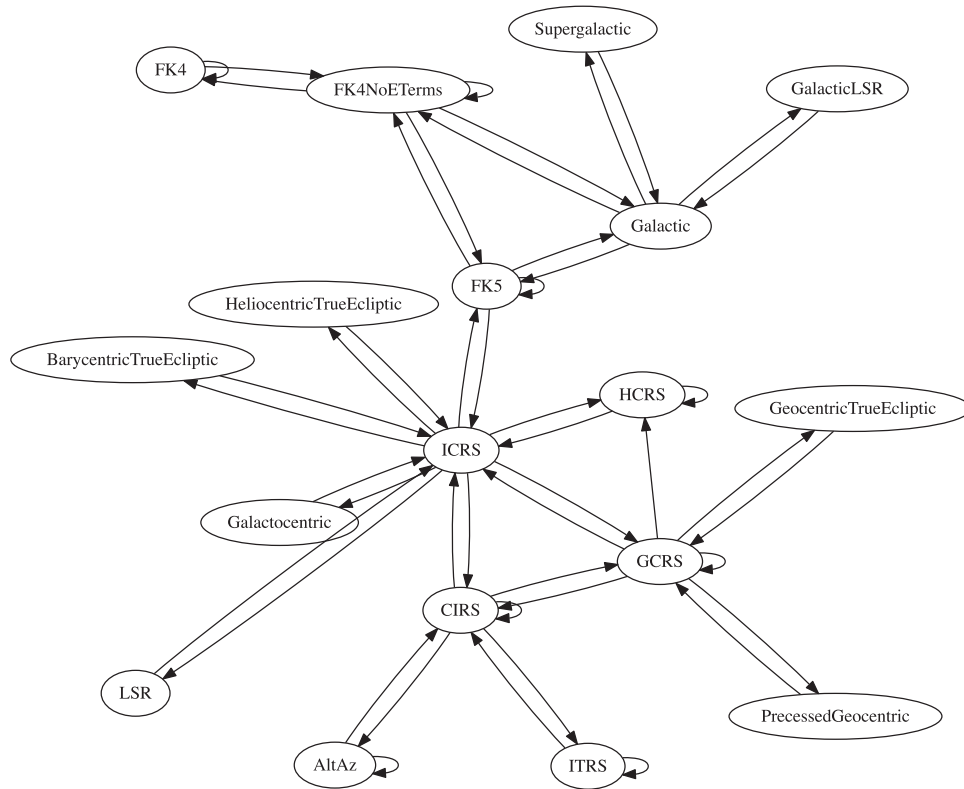 Supergalactic
FK4
FK4NoETerms
GalacticLSR
Galactic
FK5
HeliocentricTrueEcliptic
BarycentricTrueEcliptic
HCRS
GeocentricTrueEcliptic
ICRS
Galactocentric
GCRS
CIRS
LSR
PrecessedGeocentric
AltAz
ITRS